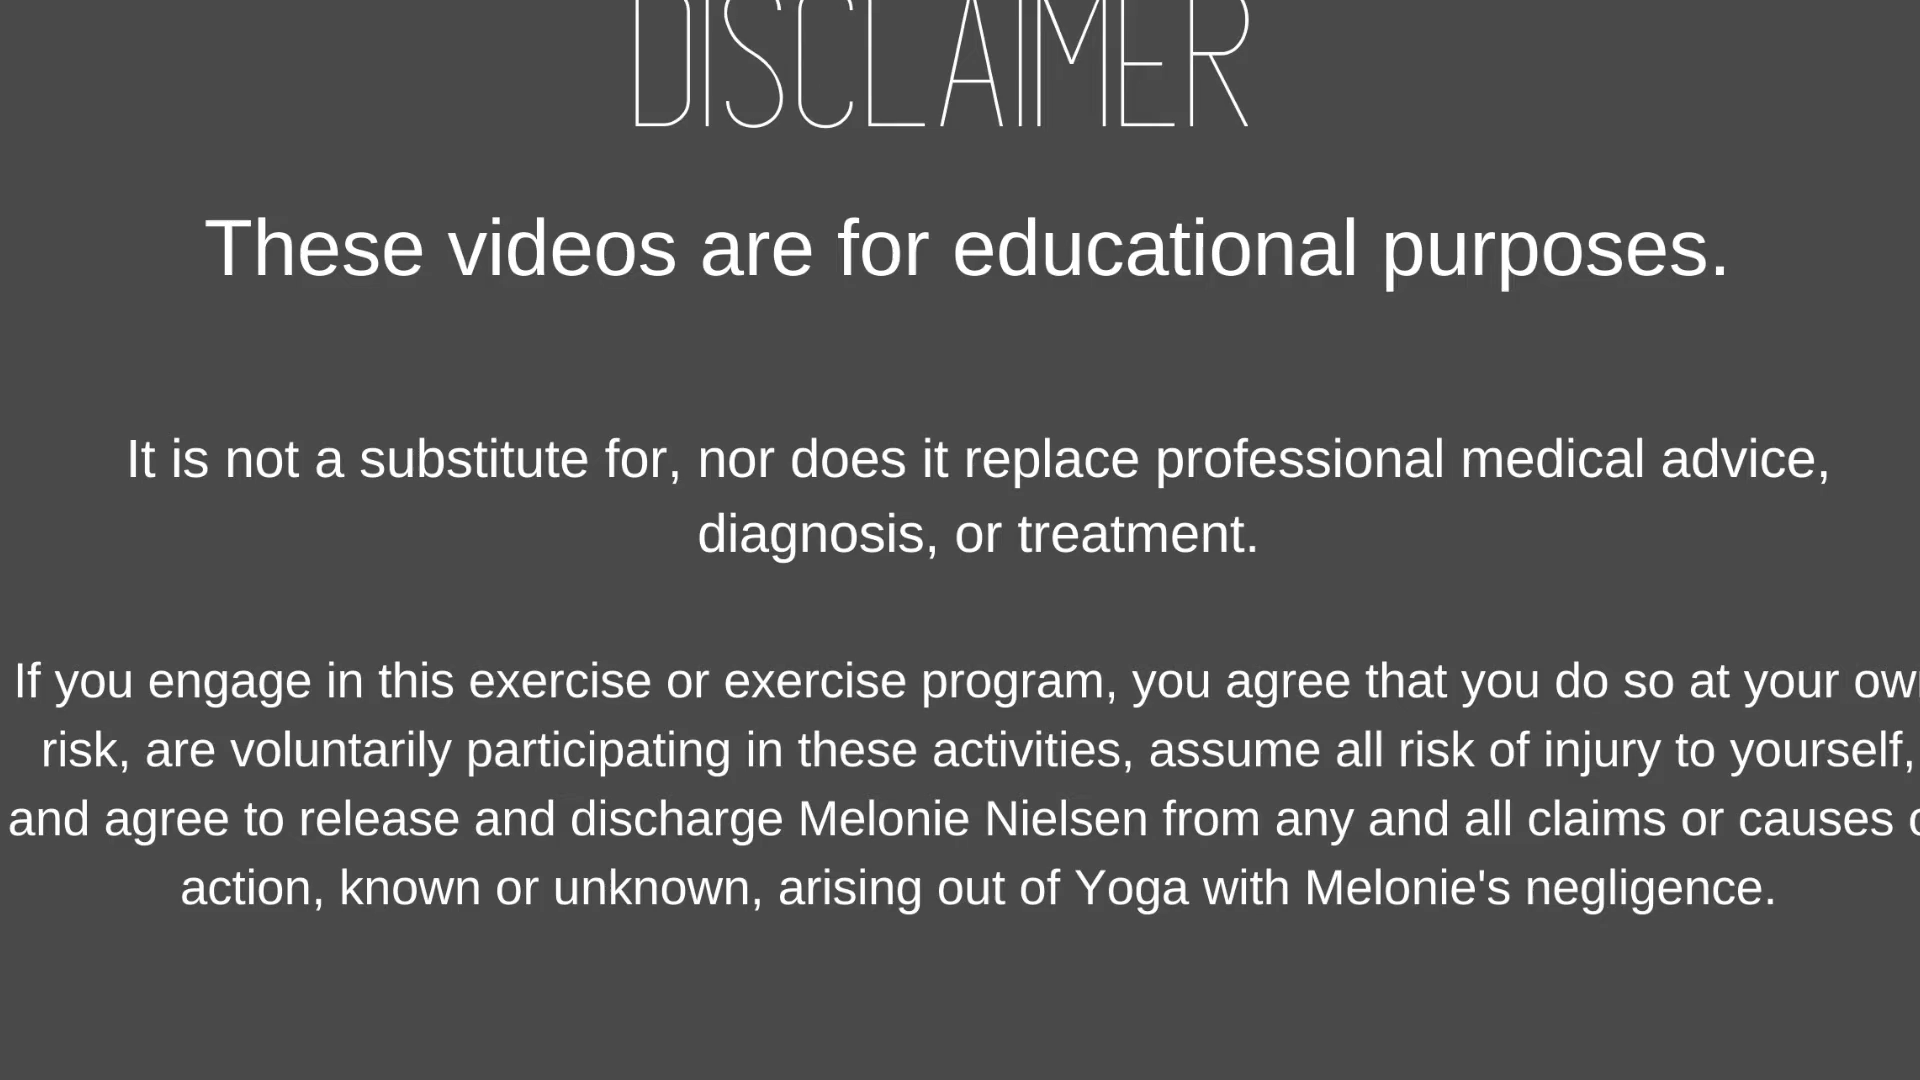 DISCLAIMER
These videos are for educational purposes.
It is not a substitute for, nor does it replace professional medical advice,
diagnosis, or treatment.
If you engage in this exercise or exercise program, you agree that you do so at your own
risk, are voluntarily participating in these activities, assume all risk of injury to yourself,
and agree to release and discharge Melonie Nielsen from any and all claims or causes o
action, known or unknown, arising out of Yoga with Melonie's negligence.